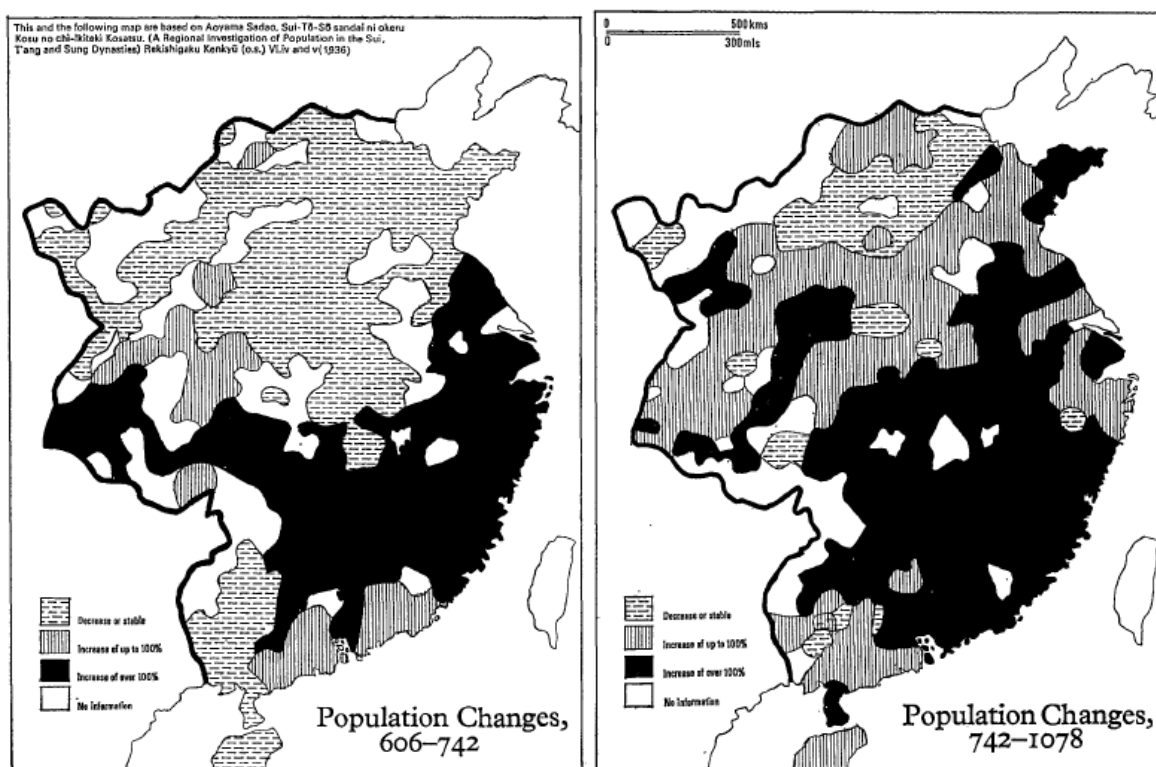 This and the following map are based on Aoyama Sadao, Sui-Tō-Sō sandai ni okeru
Kosu no chi-ikiteki Kosatsu. (A Regional Investigation of Population in the Sui,
T'ang and Sung Dynasties) Rekishigaku Kenkyū (o.s.) VI.iv and v(1936)
Decrease or stable
Increase of up to 100%
Increase of over 100%
No Information
Population Changes,
606–742
0 500kms
0 300mls
Decrease or stable
Increase of up to 100%
Increase of over 100%
No Information
Population Changes,
742–1078